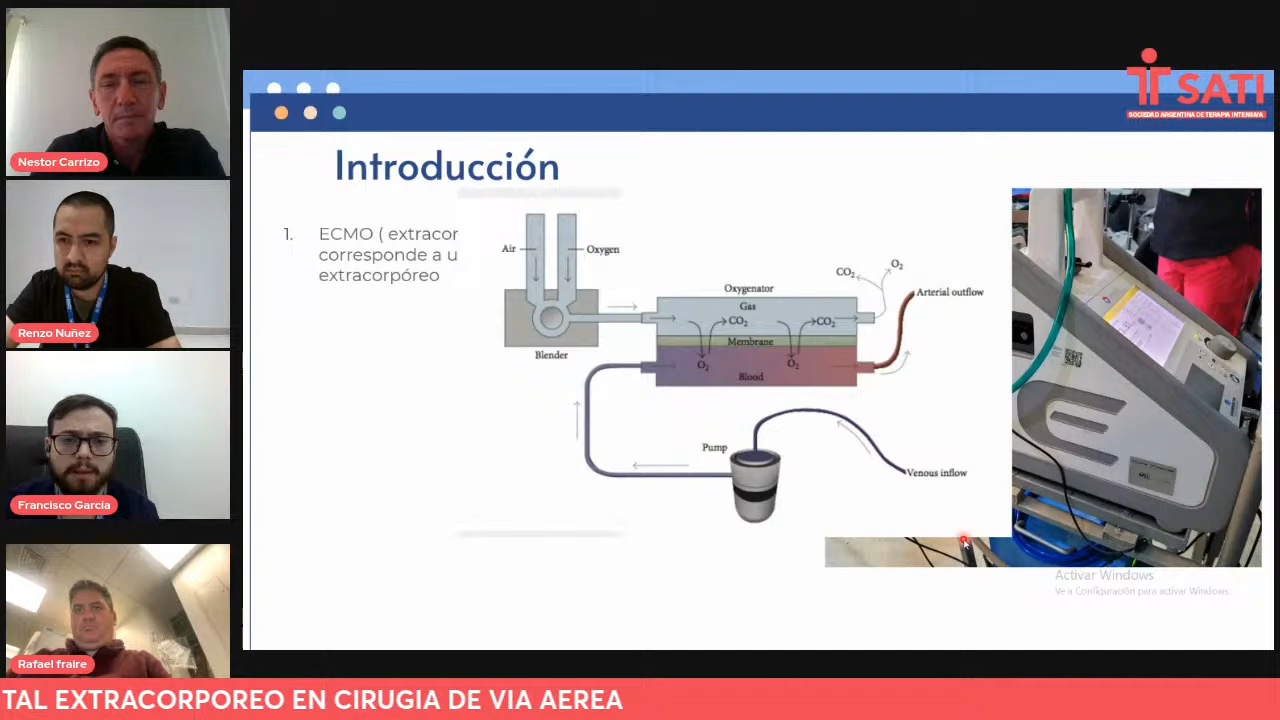 Nestor Carrizo
Renzo Nuñez
Francisco García
Rafael fraire
SATI
SOCIEDAD ARGENTINA DE TERAPIA INTENSIVA
Introducción
1. ECMO ( extracor
corresponde a u
extracorpóreo
Air
Oxygen
Blender
Oxygenator
Gas
CO₂
CO₂
Membrane
O₂
O₂
Blood
CO₂
O₂
Arterial outflow
Pump
Venous inflow
Activar Windows
Ve a Configuración para activar Windows.
TAL EXTRACORPOREO EN CIRUGIA DE VIA AEREA